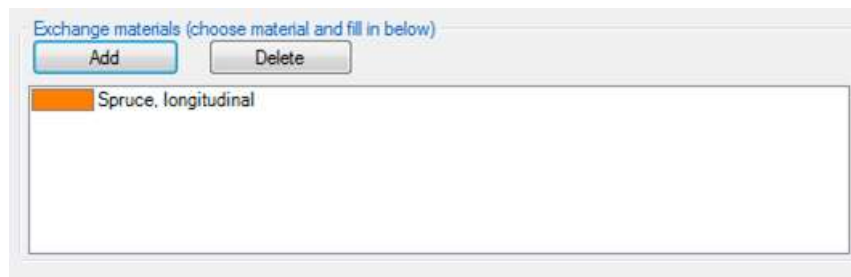 Exchange materials (choose material and fill in below)
Add Delete
Spruce, longitudinal